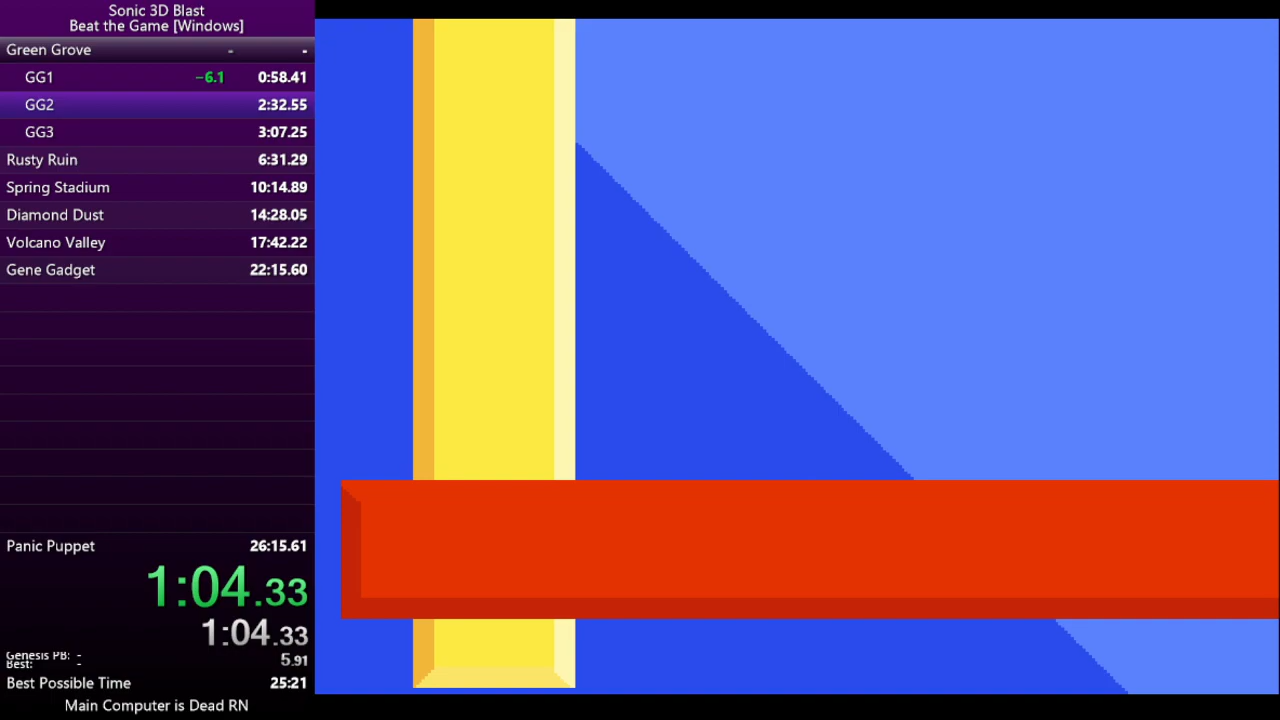 Sonic 3D Blast
Beat the Game [Windows]
Green Grove - -
GG1 −6.1 0:58.41
GG2 2:32.55
GG3 3:07.25
Rusty Ruin 6:31.29
Spring Stadium 10:14.89
Diamond Dust 14:28.05
Volcano Valley 17:42.22
Gene Gadget 22:15.60
Panic Puppet 26:15.61
1:04.33
1:04.33
Genesis PB: -
Best: - 5.91
Best Possible Time 25:21
Main Computer is Dead RN